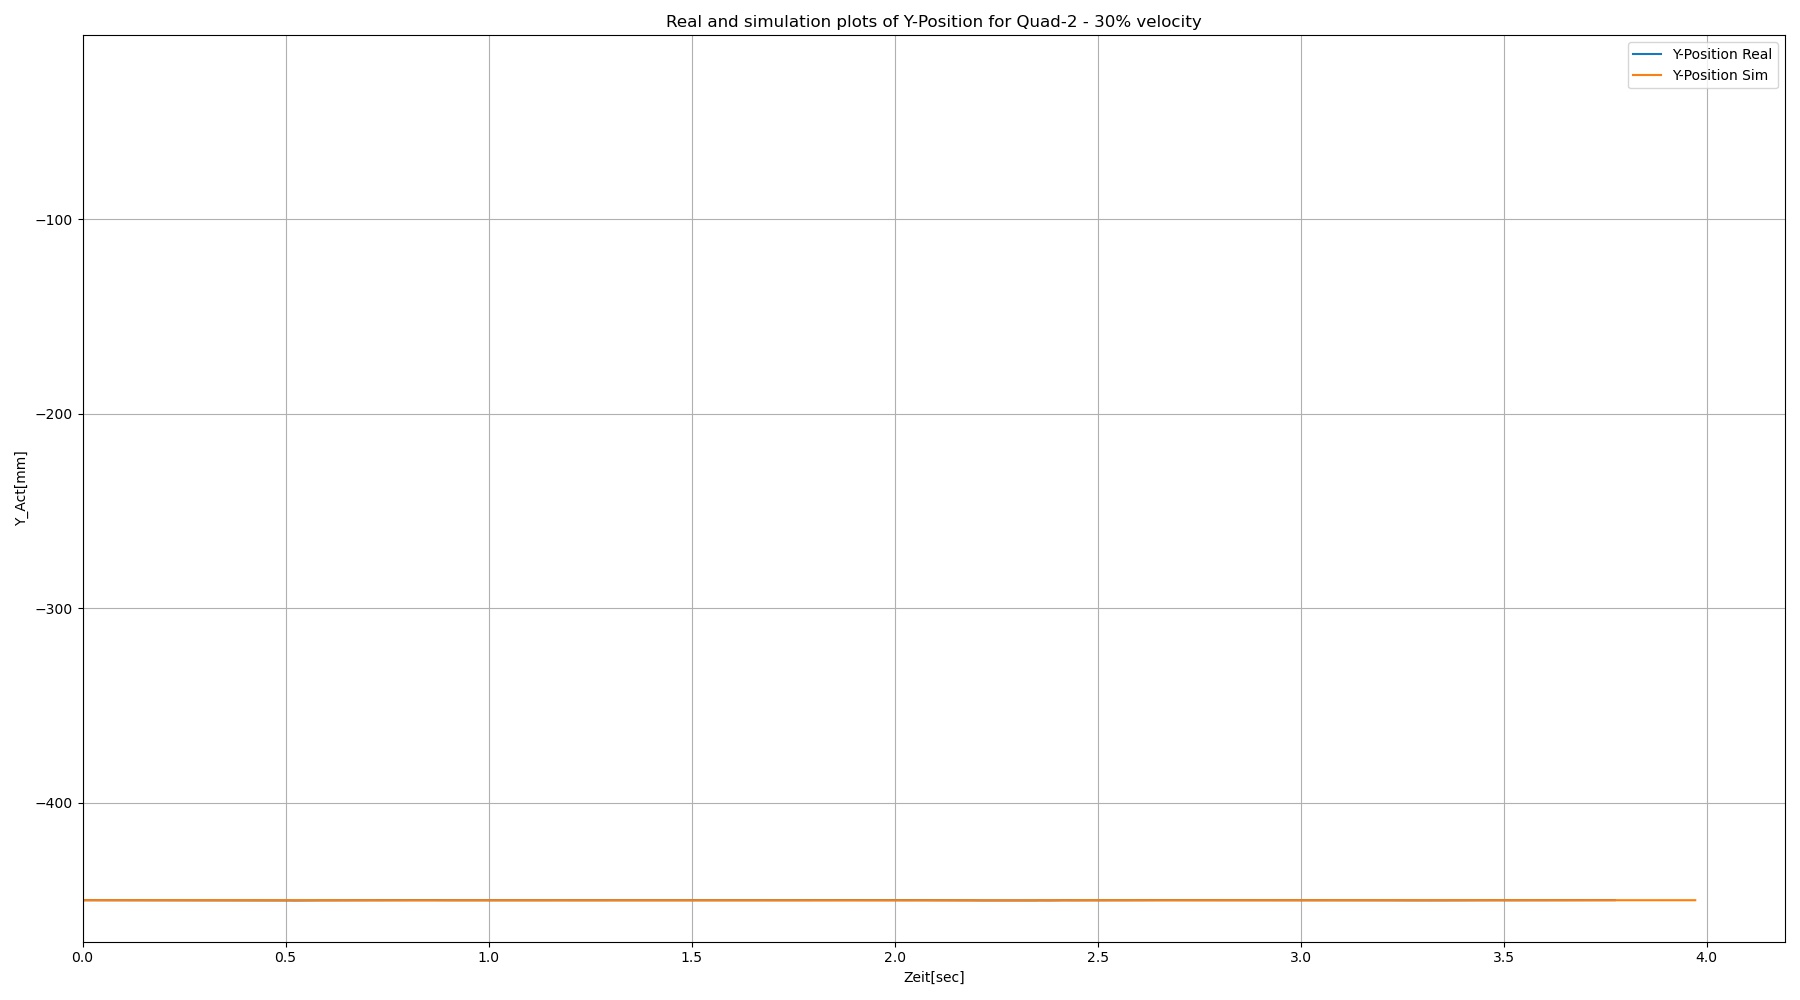 Real and simulation plots of Y-Position for Quad-2 - 30% velocity
Y-Position Real
Y-Position Sim
−100
−200
−300
−400
Y_Act[mm]
0.0 0.5 1.0 1.5 2.0 2.5 3.0 3.5 4.0
Zeit[sec]